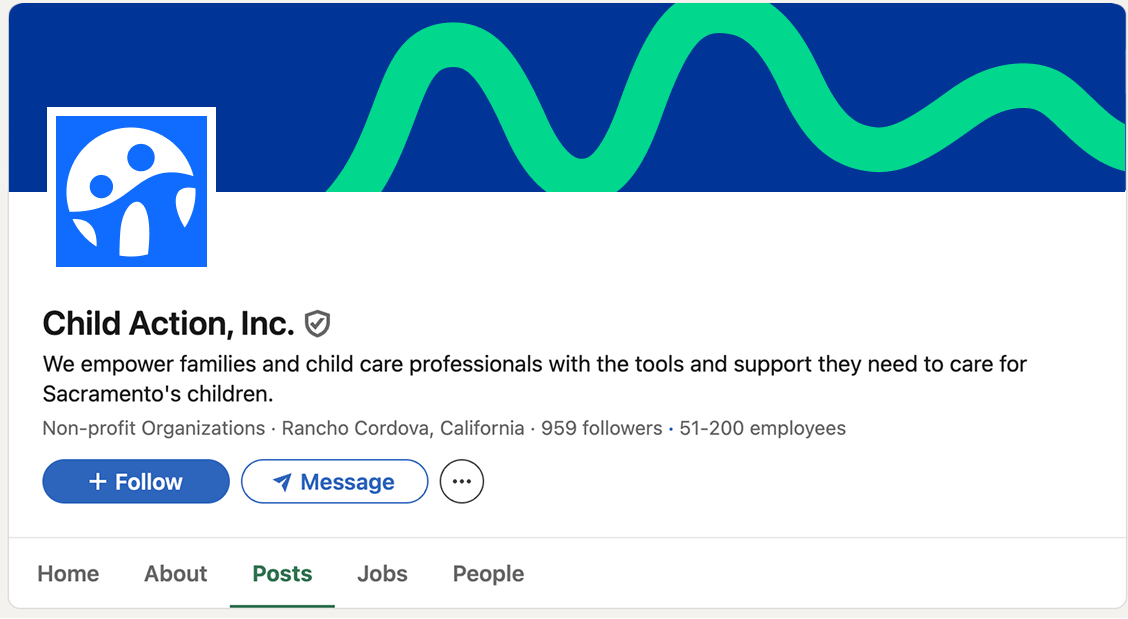 Child Action, Inc.
We empower families and child care professionals with the tools and support they need to care for
Sacramento's children.
Non-profit Organizations · Rancho Cordova, California · 959 followers · 51-200 employees
+ Follow
Message
Home
About
Posts
Jobs
People